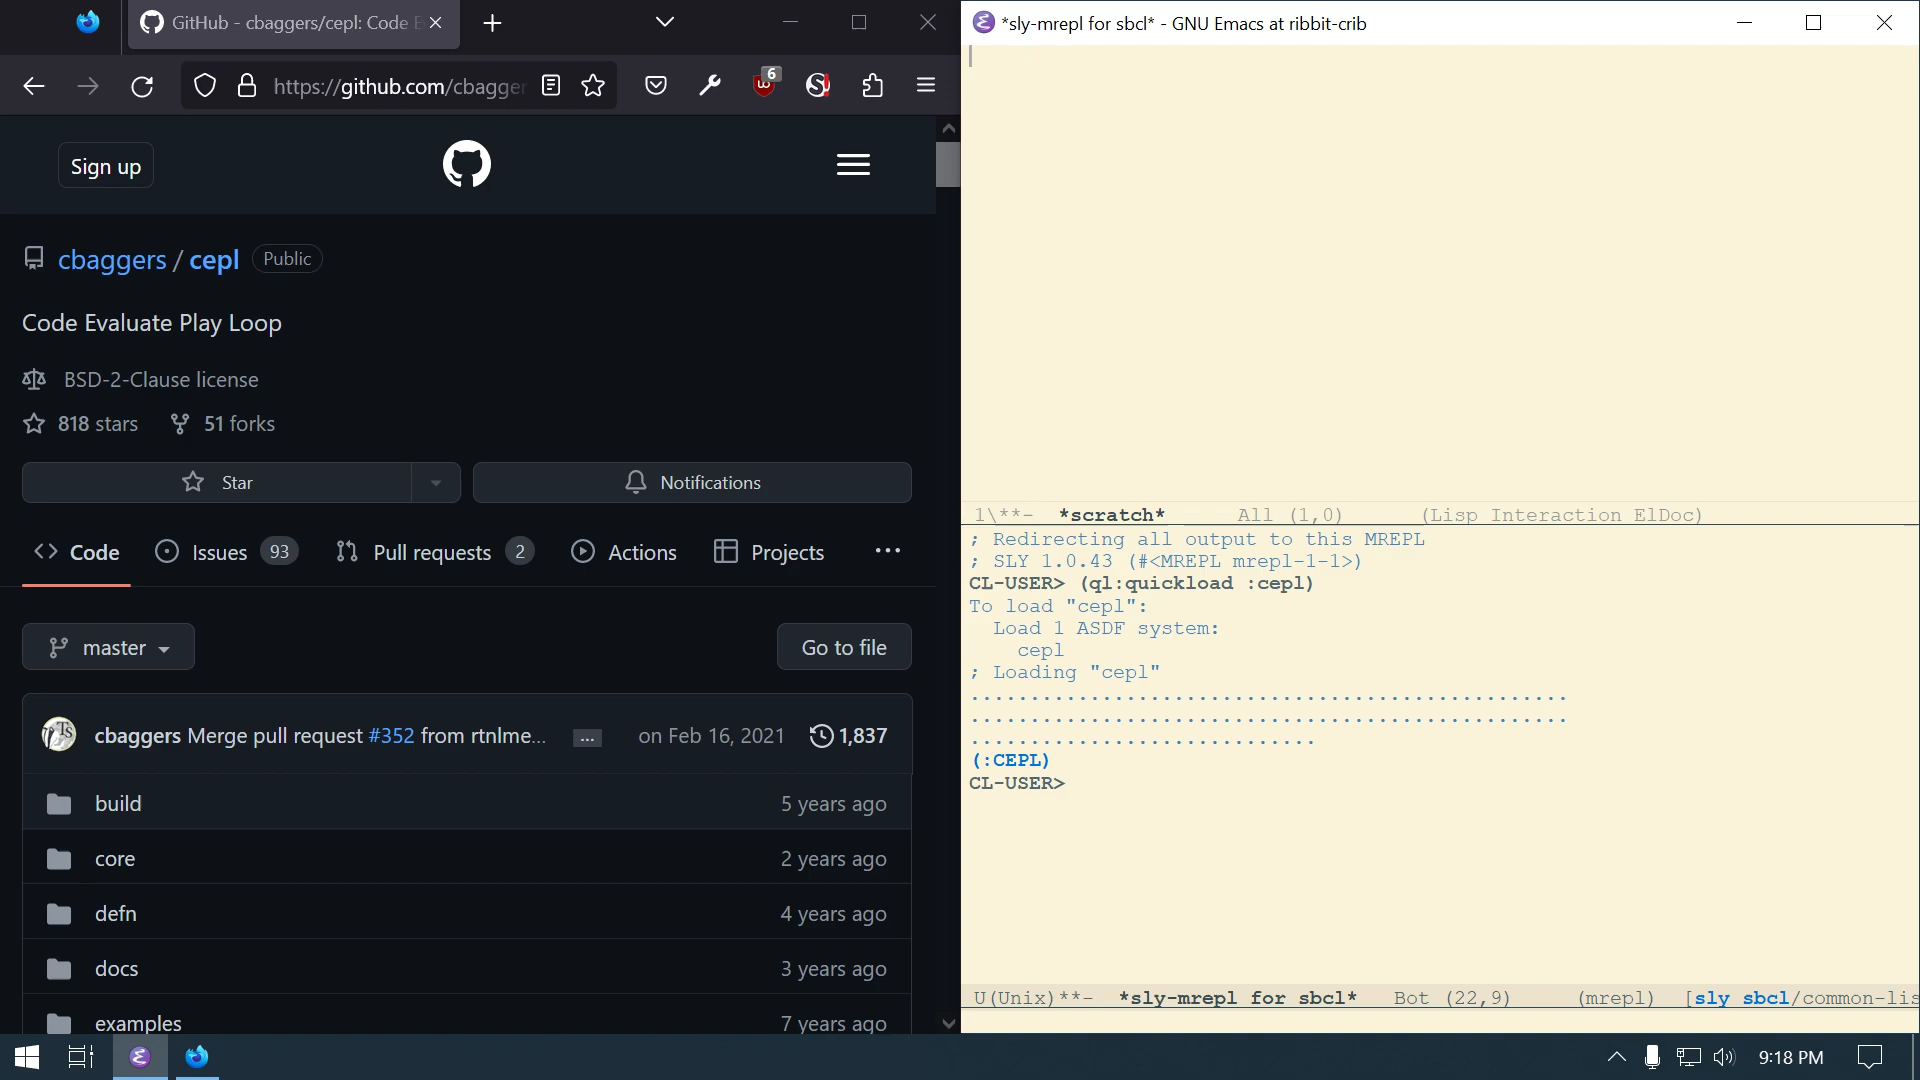 GitHub - cbaggers/cepl: Code E
6
https://github.com/cbagger
Sign up
cbaggers / cepl Public
Code Evaluate Play Loop
BSD-2-Clause license
818 stars 51 forks
Star
Notifications
Code Issues 93 Pull requests 2 Actions Projects ...
master
Go to file
cbaggers Merge pull request #352 from rtnlme... ... on Feb 16, 2021 1,837
build 5 years ago
core 2 years ago
defn 4 years ago
docs 3 years ago
examples 7 years ago
*sly-mrepl for sbcl* - GNU Emacs at ribbit-crib
1\**- *scratch* All (1,0) (Lisp Interaction ElDoc)
; Redirecting all output to this MREPL
; SLY 1.0.43 (#<MREPL mrepl-1-1>)
CL-USER> (ql:quickload :cepl)
To load "cepl":
Load 1 ASDF system:
cepl
; Loading "cepl"
..................................................
..................................................
.............................
(:CEPL)
CL-USER>
U(Unix)**- *sly-mrepl for sbcl* Bot (22,9) (mrepl) [sly sbcl/common-lis
9:18 PM